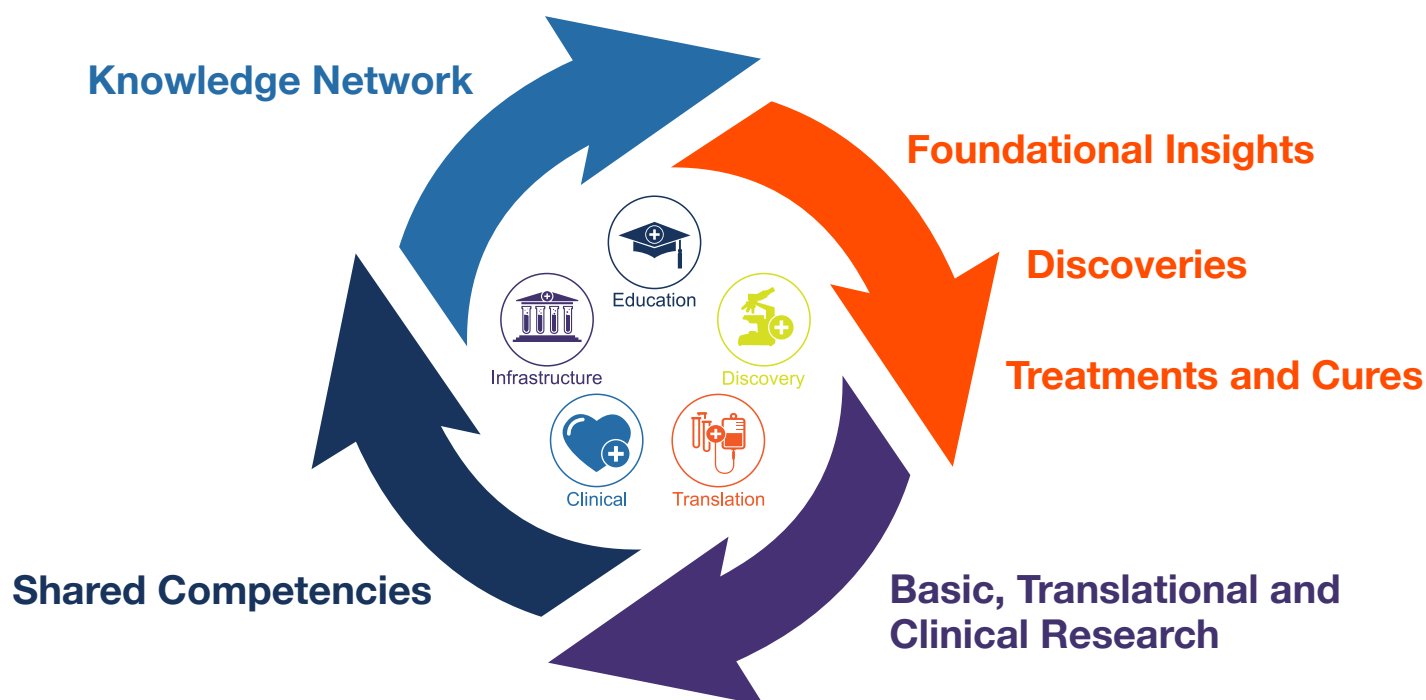 Knowledge Network
Foundational Insights
Discoveries
Treatments and Cures
Education
Infrastructure
Discovery
Clinical
Translation
Shared Competencies
Basic, Translational and
Clinical Research